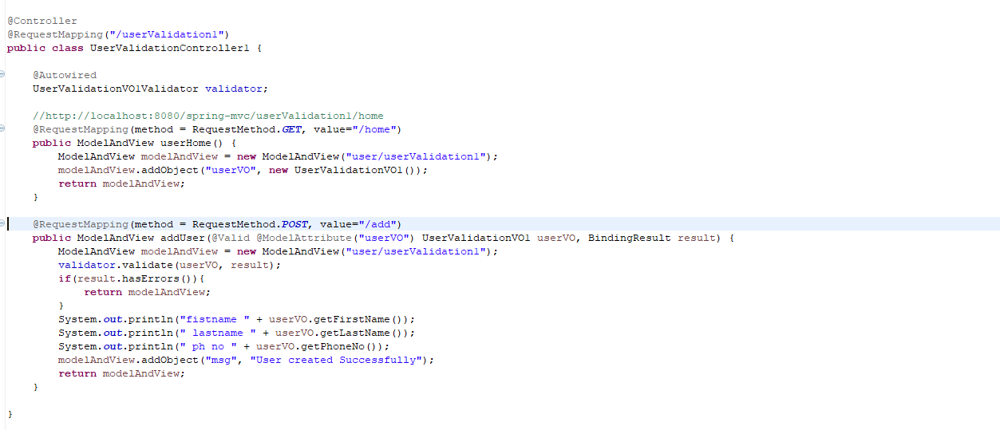 @Controller
@RequestMapping("/userValidation1")
public class UserValidationController1 {
@Autowired
UserValidationVO1Validator validator;
//http://localhost:8080/spring-mvc/userValidation1/home
@RequestMapping(method = RequestMethod.GET, value="/home")
public ModelAndView userHome() {
ModelAndView modelAndView = new ModelAndView("user/userValidation1");
modelAndView.addObject("userVO", new UserValidationVO1());
return modelAndView;
}
@RequestMapping(method = RequestMethod.POST, value="/add")
public ModelAndView addUser(@Valid @ModelAttribute("userVO") UserValidationVO1 userVO, BindingResult result) {
ModelAndView modelAndView = new ModelAndView("user/userValidation1");
validator.validate(userVO, result);
if(result.hasErrors()){
return modelAndView;
}
System.out.println("fistname " + userVO.getFirstName());
System.out.println(" lastname " + userVO.getLastName());
System.out.println(" ph no " + userVO.getPhoneNo());
modelAndView.addObject("msg", "User created Successfully");
return modelAndView;
}
}